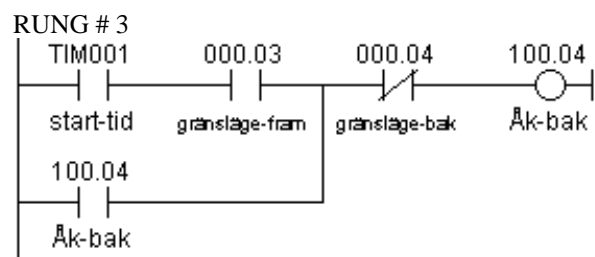 RUNG # 3
TIM001 000.03 000.04 100.04
start-tid gränsläge-fram gränsläge-bak Åk-bak
100.04
Åk-bak